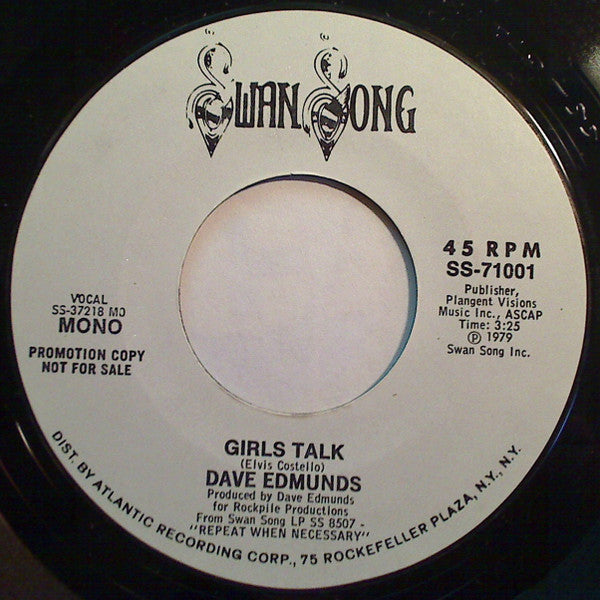 SWAN SONG
45 RPM
SS-71001
Publisher,
Plangent Visions
Music Inc., ASCAP
Time: 3:25
Ⓟ 1979
Swan Song Inc.
VOCAL
SS-37218 MO
MONO
PROMOTION COPY
NOT FOR SALE
GIRLS TALK
(Elvis Costello)
DAVE EDMUNDS
Produced by Dave Edmunds
for Rockpile Productions
From Swan Song LP SS 8507 -
"REPEAT WHEN NECESSARY"
DIST. BY ATLANTIC RECORDING CORP., 75 ROCKEFELLER PLAZA, N.Y., N.Y.